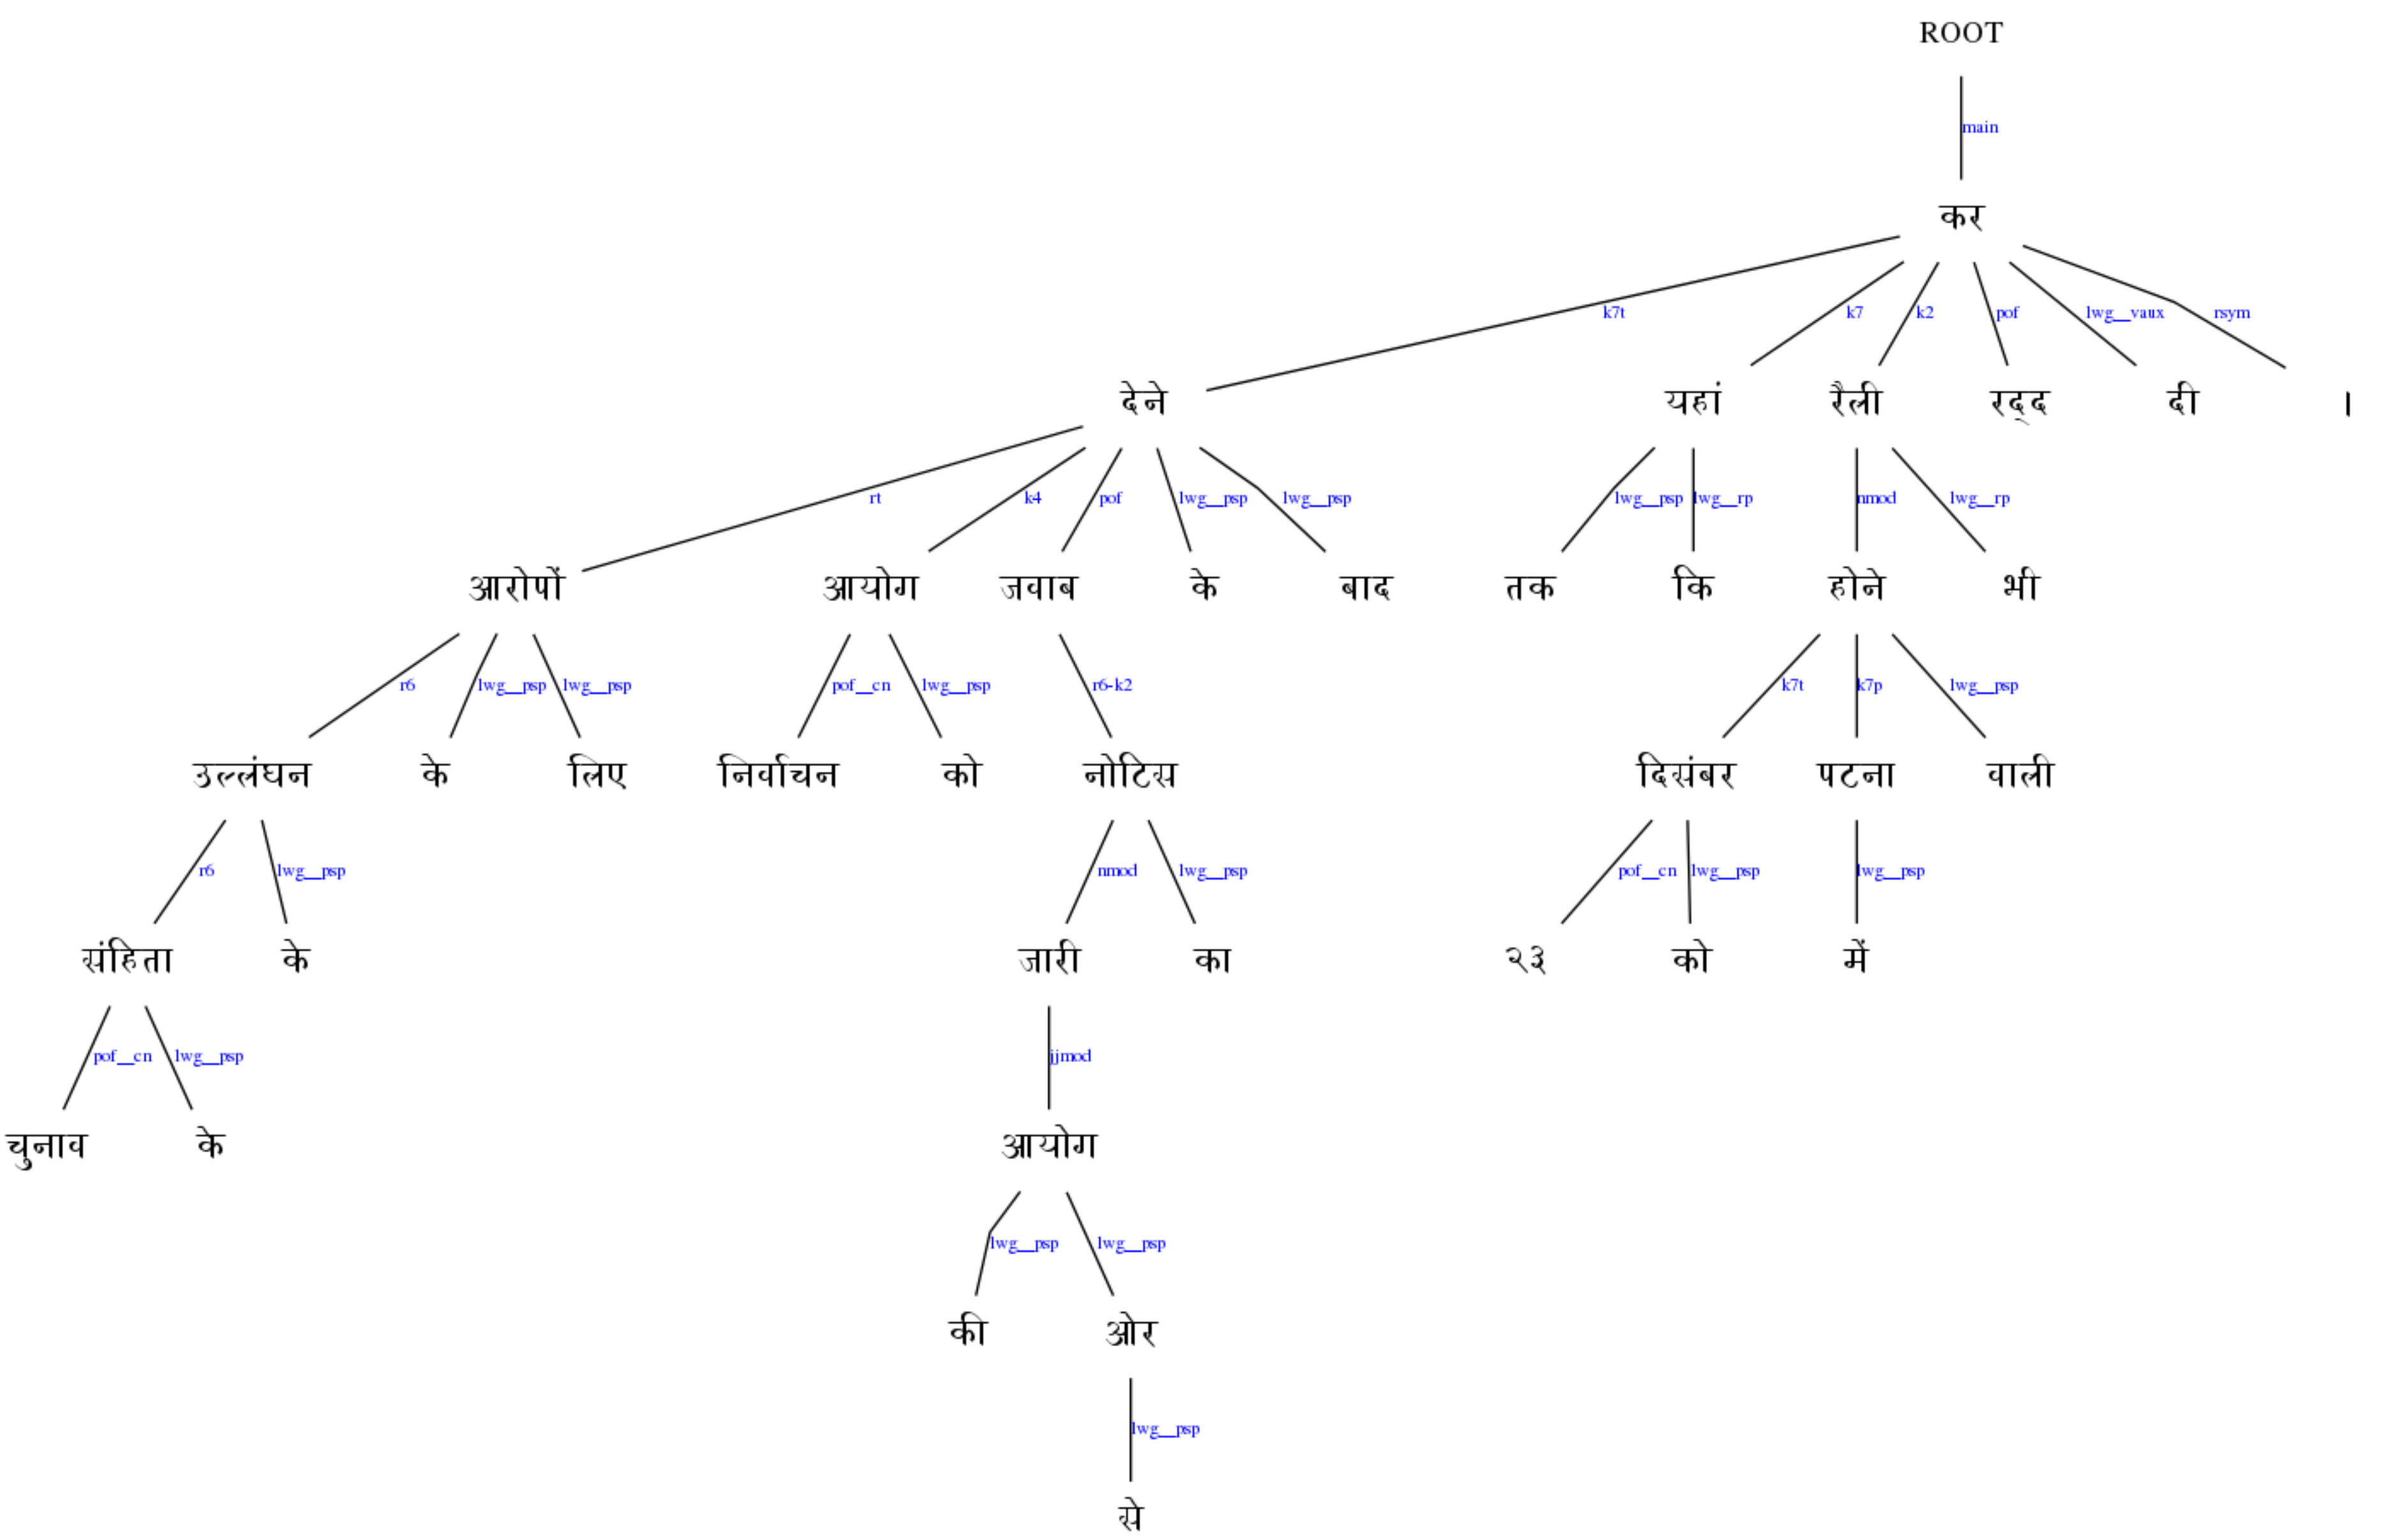 ROOT
main
कर
k7t k7 k2 pof lwg__vaux rsym
देने यहां रैली रद्द दी ।
rt k4 pof lwg__psp lwg__psp lwg__psp lwg__rp nmod lwg__rp
आरोपों आयोग जवाब के बाद तक कि होने भी
r6 lwg__psp lwg__psp pof__cn lwg__psp r6-k2 k7t k7p lwg__psp
उल्लंघन के लिए निर्वाचन को नोटिस दिसंबर पटना वाली
r6 lwg__psp nmod lwg__psp pof__cn lwg__psp lwg__psp
संहिता के जारी का २३ को में
pof__cn lwg__psp jjmod
चुनाव के आयोग
lwg__psp lwg__psp
की ओर
lwg__psp
से